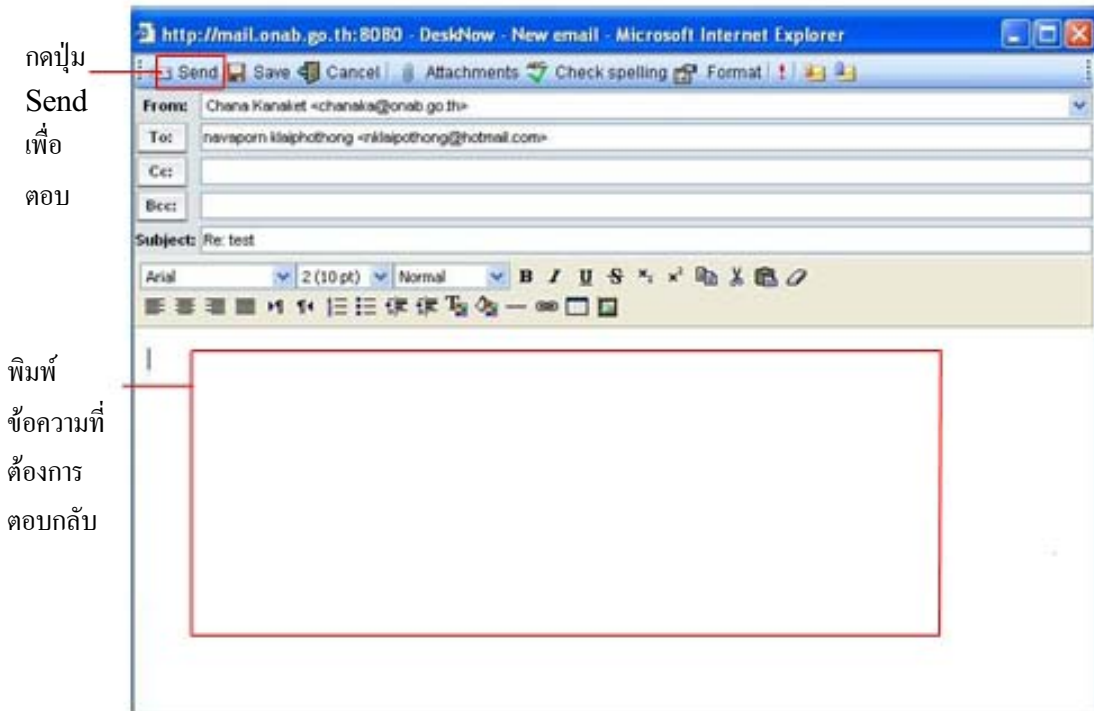 http://mail.onab.go.th:8080 - DeskNow - New email - Microsoft Internet Explorer
กดปุ่ม
Send
เพื่อ
ตอบ
Send Save Cancel Attachments Check spelling Format
From: Chana Kanaket <chanaka@onab.go.th>
To: navaporn klaiphothong <nklaipothong@hotmail.com>
Cc:
Bcc:
Subject: Re: test
Arial 2 (10 pt) Normal B I U S
พิมพ์
ข้อความที่
ต้องการ
ตอบกลับ